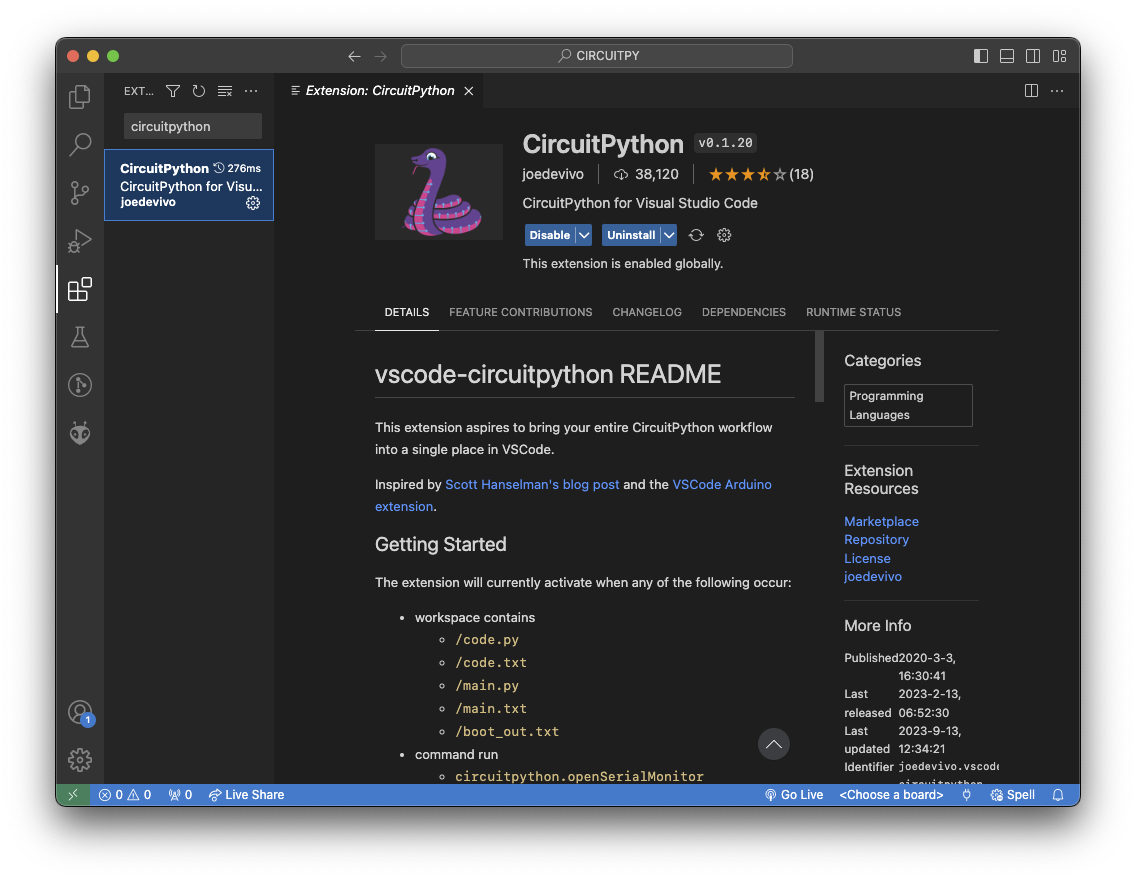 CIRCUITPY
EXT...
Extension: CircuitPython
circuitpython
CircuitPython 276ms
CircuitPython for Visu...
joedevivo
CircuitPython v0.1.20
joedevivo 38,120 (18)
CircuitPython for Visual Studio Code
Disable Uninstall
This extension is enabled globally.
DETAILS FEATURE CONTRIBUTIONS CHANGELOG DEPENDENCIES RUNTIME STATUS
vscode-circuitpython README
This extension aspires to bring your entire CircuitPython workflow
into a single place in VSCode.
Inspired by Scott Hanselman's blog post and the VSCode Arduino
extension.
Getting Started
The extension will currently activate when any of the following occur:
• workspace contains
◦ /code.py
◦ /code.txt
◦ /main.py
◦ /main.txt
◦ /boot_out.txt
• command run
◦ circuitpython.openSerialMonitor
Categories
Programming
Languages
Extension
Resources
Marketplace
Repository
License
joedevivo
More Info
Published 2020-3-3,
16:30:41
Last 2023-2-13,
released 06:52:30
Last 2023-9-13,
updated 12:34:21
Identifier joedevivo.vscode
circuitpython
1
0 0 0 Live Share Go Live <Choose a board> Spell